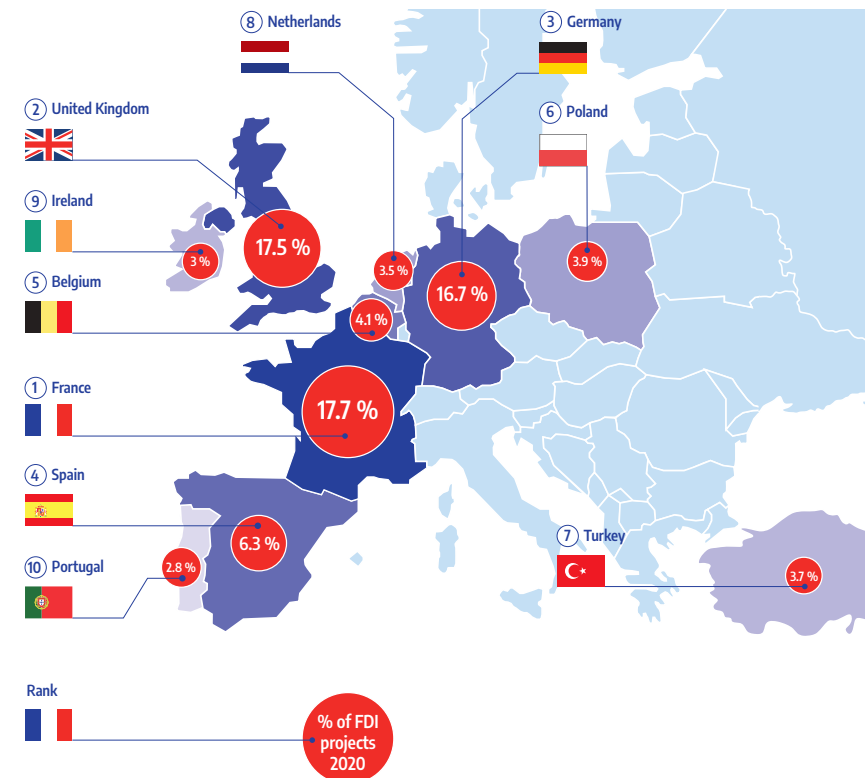 8 Netherlands
3 Germany
2 United Kingdom
6 Poland
9 Ireland
17.5 %
3 %
3.5 %
3.9 %
5 Belgium
16.7 %
4.1 %
1 France
17.7 %
4 Spain
6.3 %
7 Turkey
10 Portugal
2.8 %
3.7 %
Rank
% of FDI
projects
2020